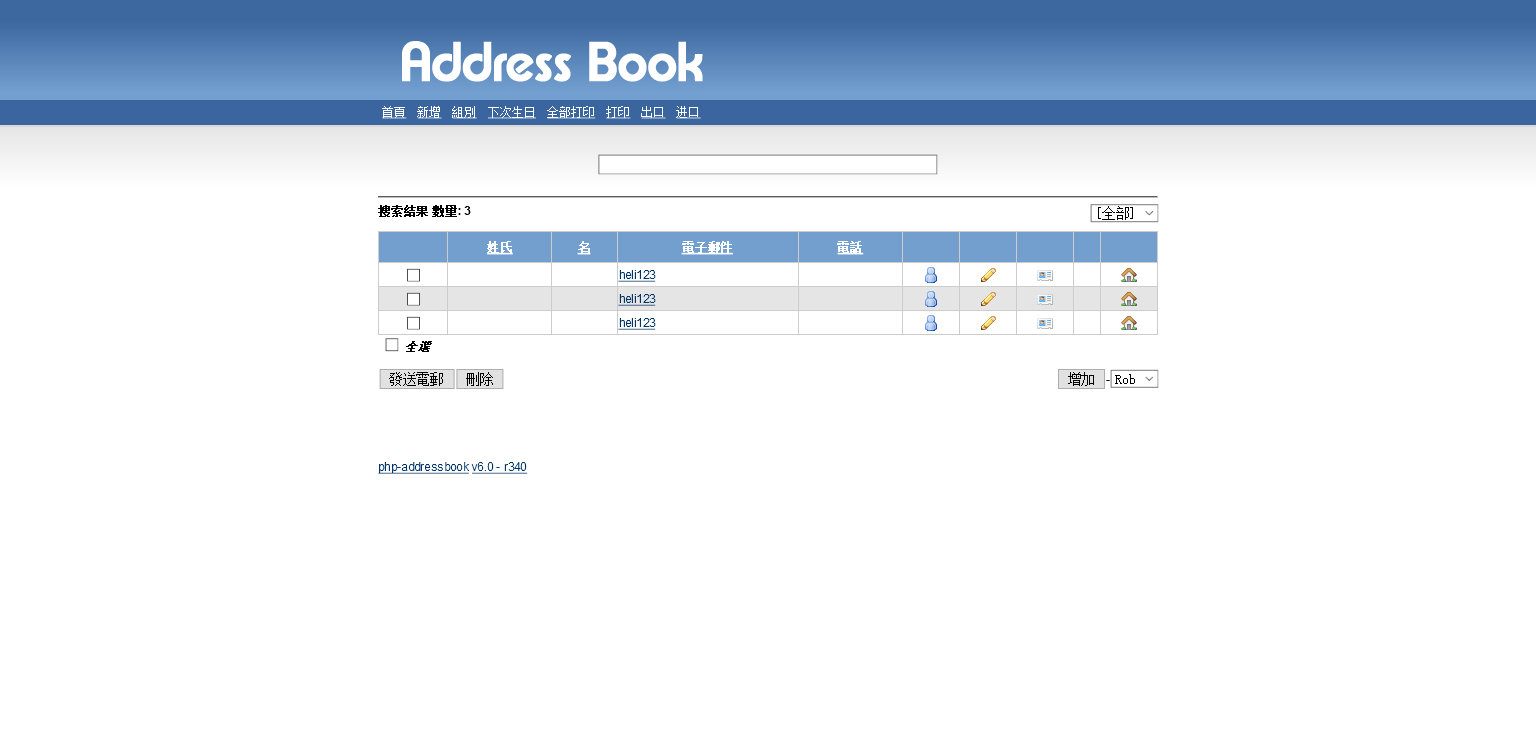 Address Book
首頁 新增 組別 下次生日 全部打印 打印 出口 进口
搜索结果 數量: 3
[全部]
姓氏 名 電子郵件 電話
heli123
heli123
heli123
全選
發送電郵 刪除 增加 - Rob
php-addressbook v6.0 - r340